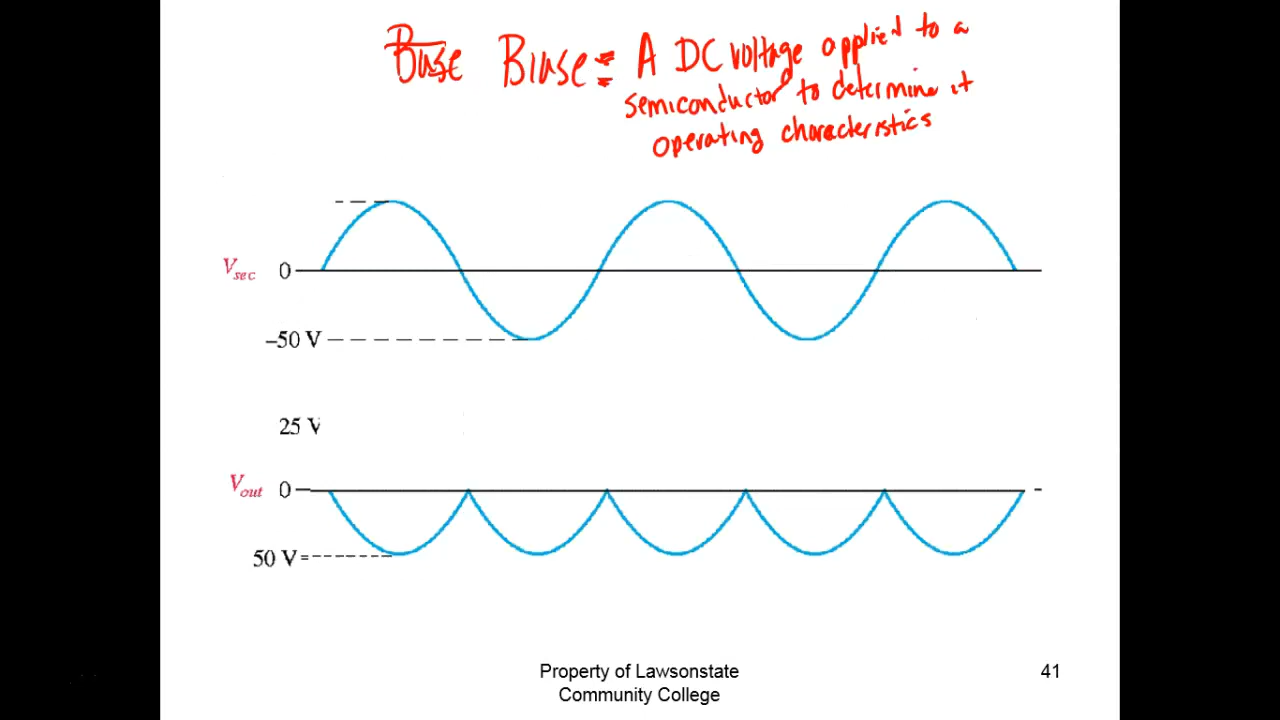 Base Biase = A DC voltage applied to a
semiconductor to determine it
operating characteristics
Vsec 0
–50 V
25 V
Vout 0
50 V
Property of Lawsonstate
Community College
41